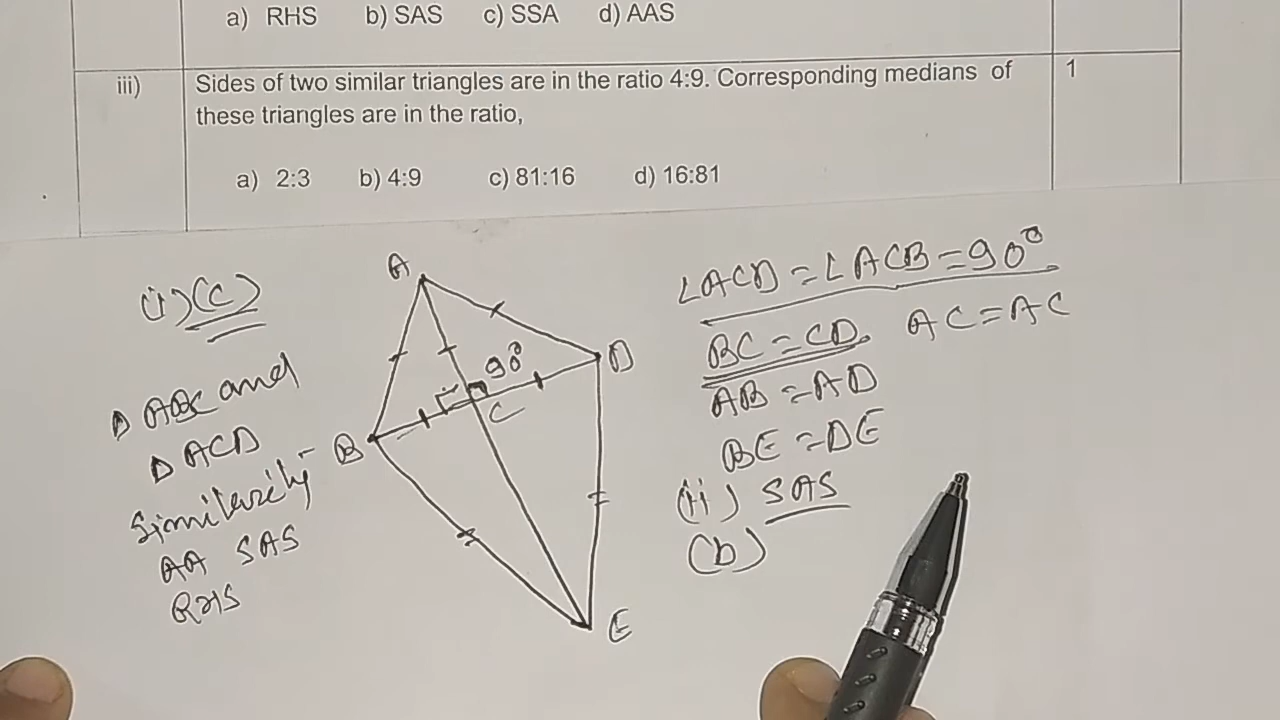 a) RHS b) SAS c) SSA d) AAS
iii) Sides of two similar triangles are in the ratio 4:9. Corresponding medians of 1
these triangles are in the ratio,
a) 2:3 b) 4:9 c) 81:16 d) 16:81
(i) (c)
Δ ABC and
Δ ACD
Similarity -
AA SAS
RHS
A
B
C
D
E
90°
∠ACD = ∠ACB = 90°
BC = CD, AC = AC
AB = AD
BE = DE
(ii) SAS
(b)